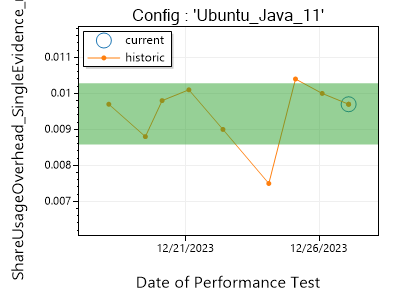 Config : 'Ubuntu_Java_11'
current
historic
0.011
0.01
0.009
0.008
0.007
ShareUsageOverhead_SingleEvidence_
12/21/2023
12/26/2023
Date of Performance Test